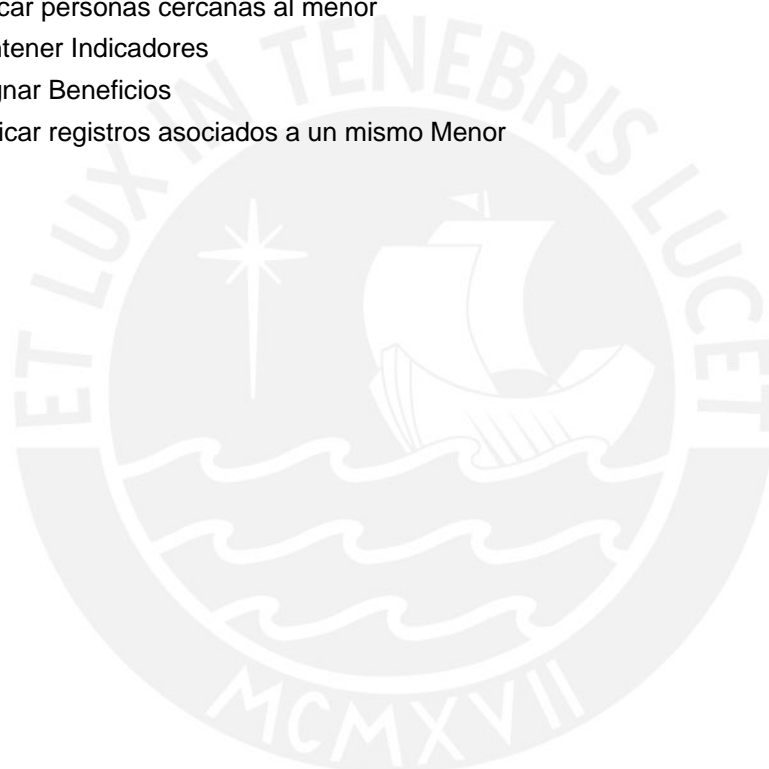 car personas cercanas al menor
tener Indicadores
nar Beneficios
icar registros asociados a un mismo Menor
ET LUX IN TENEBRIS LUCET
MCMXVII